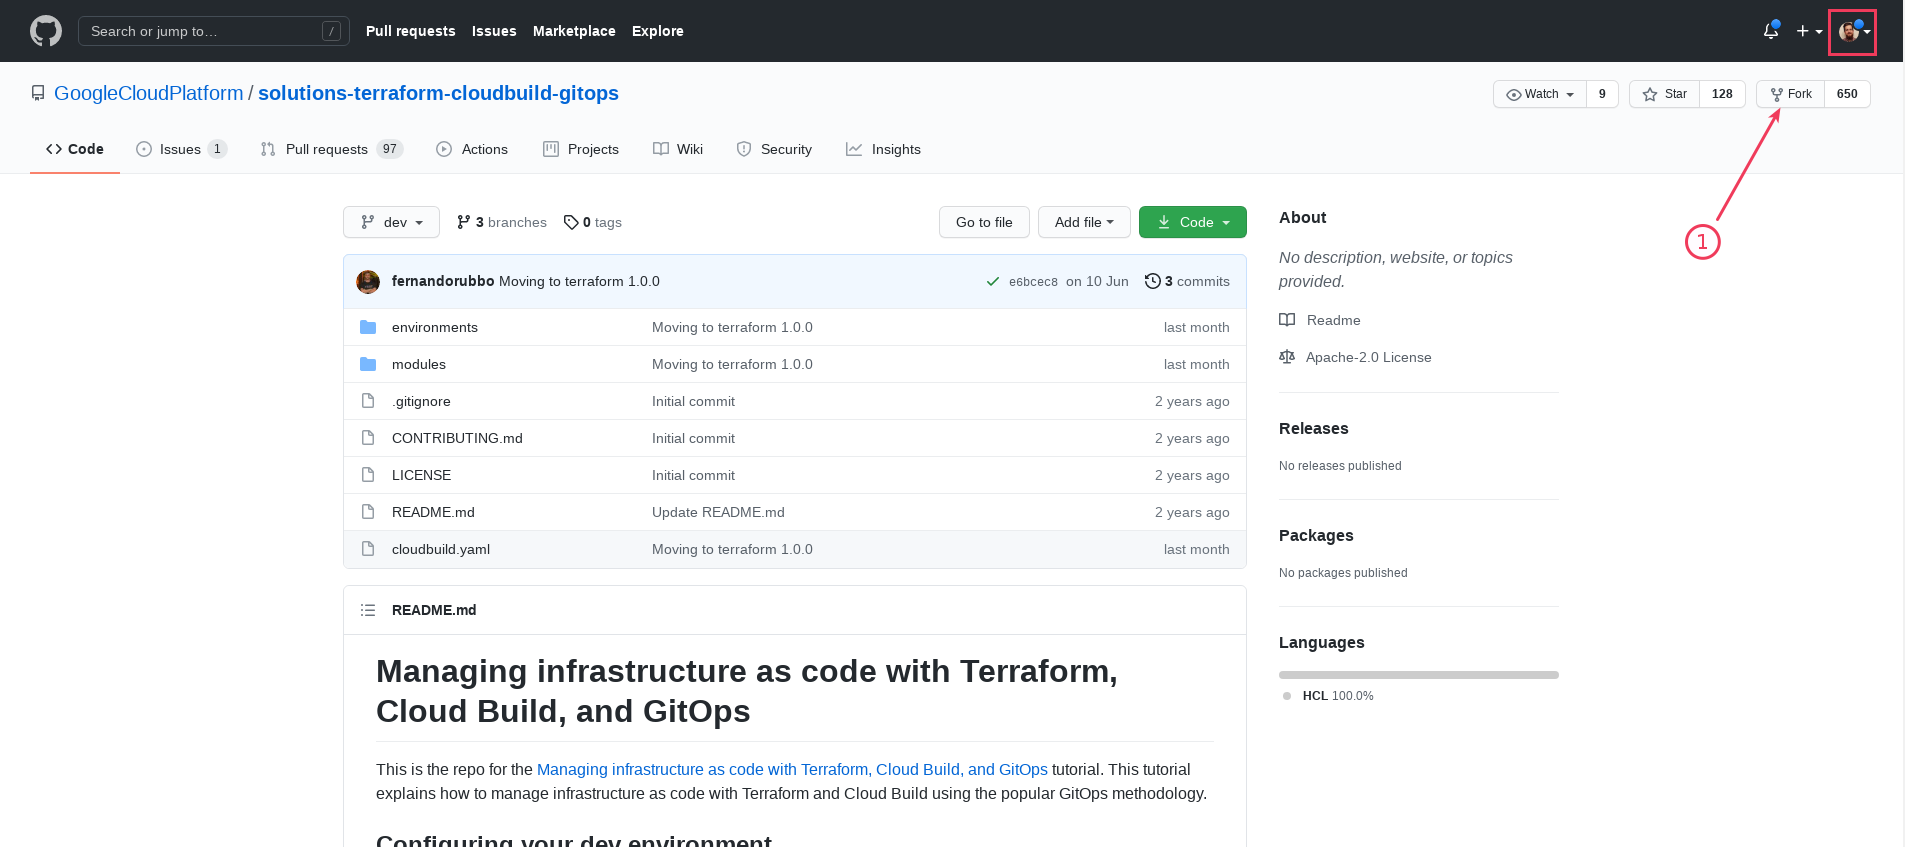 Search or jump to… / Pull requests Issues Marketplace Explore
GoogleCloudPlatform / solutions-terraform-cloudbuild-gitops Watch 9 Star 128 Fork 650
Code Issues 1 Pull requests 97 Actions Projects Wiki Security Insights
1
dev 3 branches 0 tags Go to file Add file Code
fernandorubbo Moving to terraform 1.0.0 e6bcec8 on 10 Jun 3 commits
environments Moving to terraform 1.0.0 last month
modules Moving to terraform 1.0.0 last month
.gitignore Initial commit 2 years ago
CONTRIBUTING.md Initial commit 2 years ago
LICENSE Initial commit 2 years ago
README.md Update README.md 2 years ago
cloudbuild.yaml Moving to terraform 1.0.0 last month
README.md
Managing infrastructure as code with Terraform,
Cloud Build, and GitOps
This is the repo for the Managing infrastructure as code with Terraform, Cloud Build, and GitOps tutorial. This tutorial
explains how to manage infrastructure as code with Terraform and Cloud Build using the popular GitOps methodology.
Configuring your dev environment
About
No description, website, or topics
provided.
Readme
Apache-2.0 License
Releases
No releases published
Packages
No packages published
Languages
HCL 100.0%